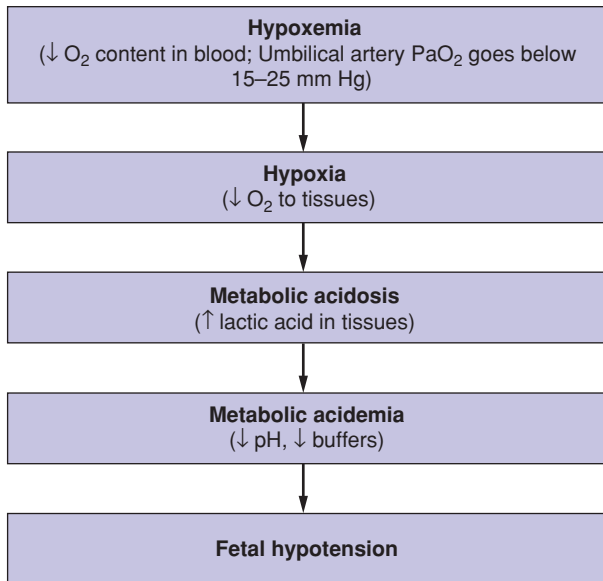 Hypoxemia
(↓ O₂ content in blood; Umbilical artery PaO₂ goes below
15–25 mm Hg)
Hypoxia
(↓ O₂ to tissues)
Metabolic acidosis
(↑ lactic acid in tissues)
Metabolic acidemia
(↓ pH, ↓ buffers)
Fetal hypotension